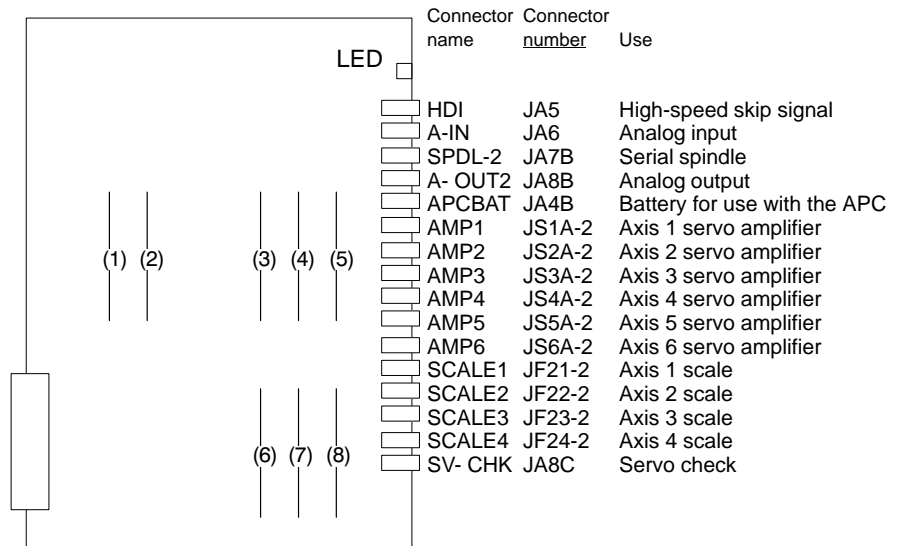 Connector Connector
name number Use
LED
HDI JA5 High-speed skip signal
A-IN JA6 Analog input
SPDL-2 JA7B Serial spindle
A- OUT2 JA8B Analog output
APCBAT JA4B Battery for use with the APC
AMP1 JS1A-2 Axis 1 servo amplifier
AMP2 JS2A-2 Axis 2 servo amplifier
(1) (2) (3) (4) (5)
AMP3 JS3A-2 Axis 3 servo amplifier
AMP4 JS4A-2 Axis 4 servo amplifier
AMP5 JS5A-2 Axis 5 servo amplifier
AMP6 JS6A-2 Axis 6 servo amplifier
SCALE1 JF21-2 Axis 1 scale
SCALE2 JF22-2 Axis 2 scale
SCALE3 JF23-2 Axis 3 scale
SCALE4 JF24-2 Axis 4 scale
(6) (7) (8)
SV- CHK JA8C Servo check